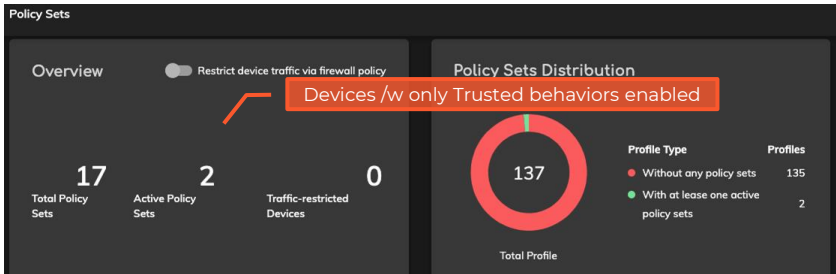 Policy Sets
Overview
Restrict device traffic via firewall policy
Devices /w only Trusted behaviors enabled
17
Total Policy
Sets
2
Active Policy
Sets
0
Traffic-restricted
Devices
Policy Sets Distribution
137
Total Profile
Profile Type Profiles
Without any policy sets 135
With at lease one active
policy sets 2